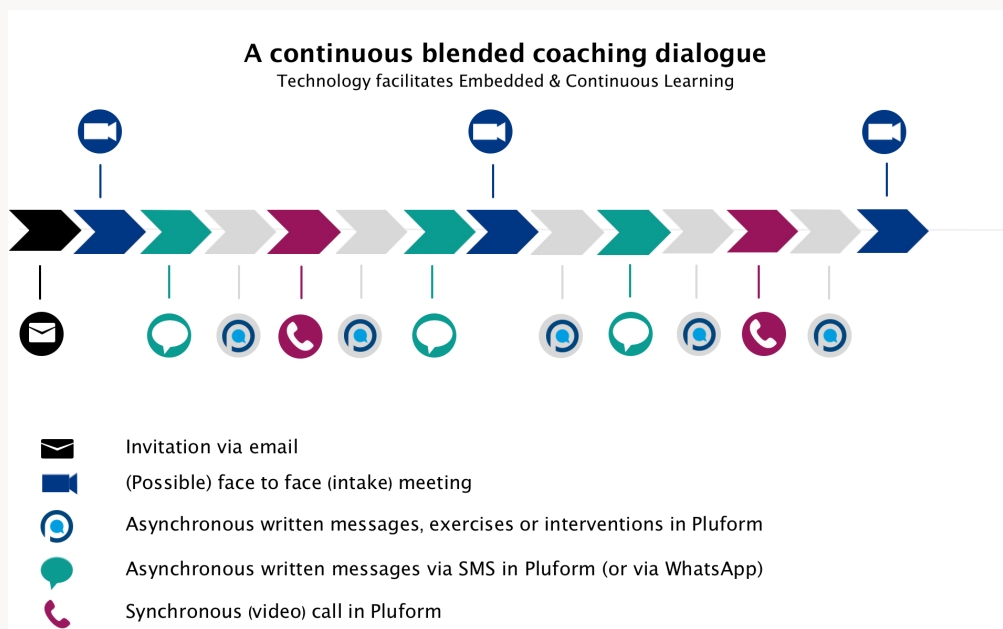 A continuous blended coaching dialogue
Technology facilitates Embedded & Continuous Learning
Invitation via email
(Possible) face to face (intake) meeting
Asynchronous written messages, exercises or interventions in Pluform
Asynchronous written messages via SMS in Pluform (or via WhatsApp)
Synchronous (video) call in Pluform